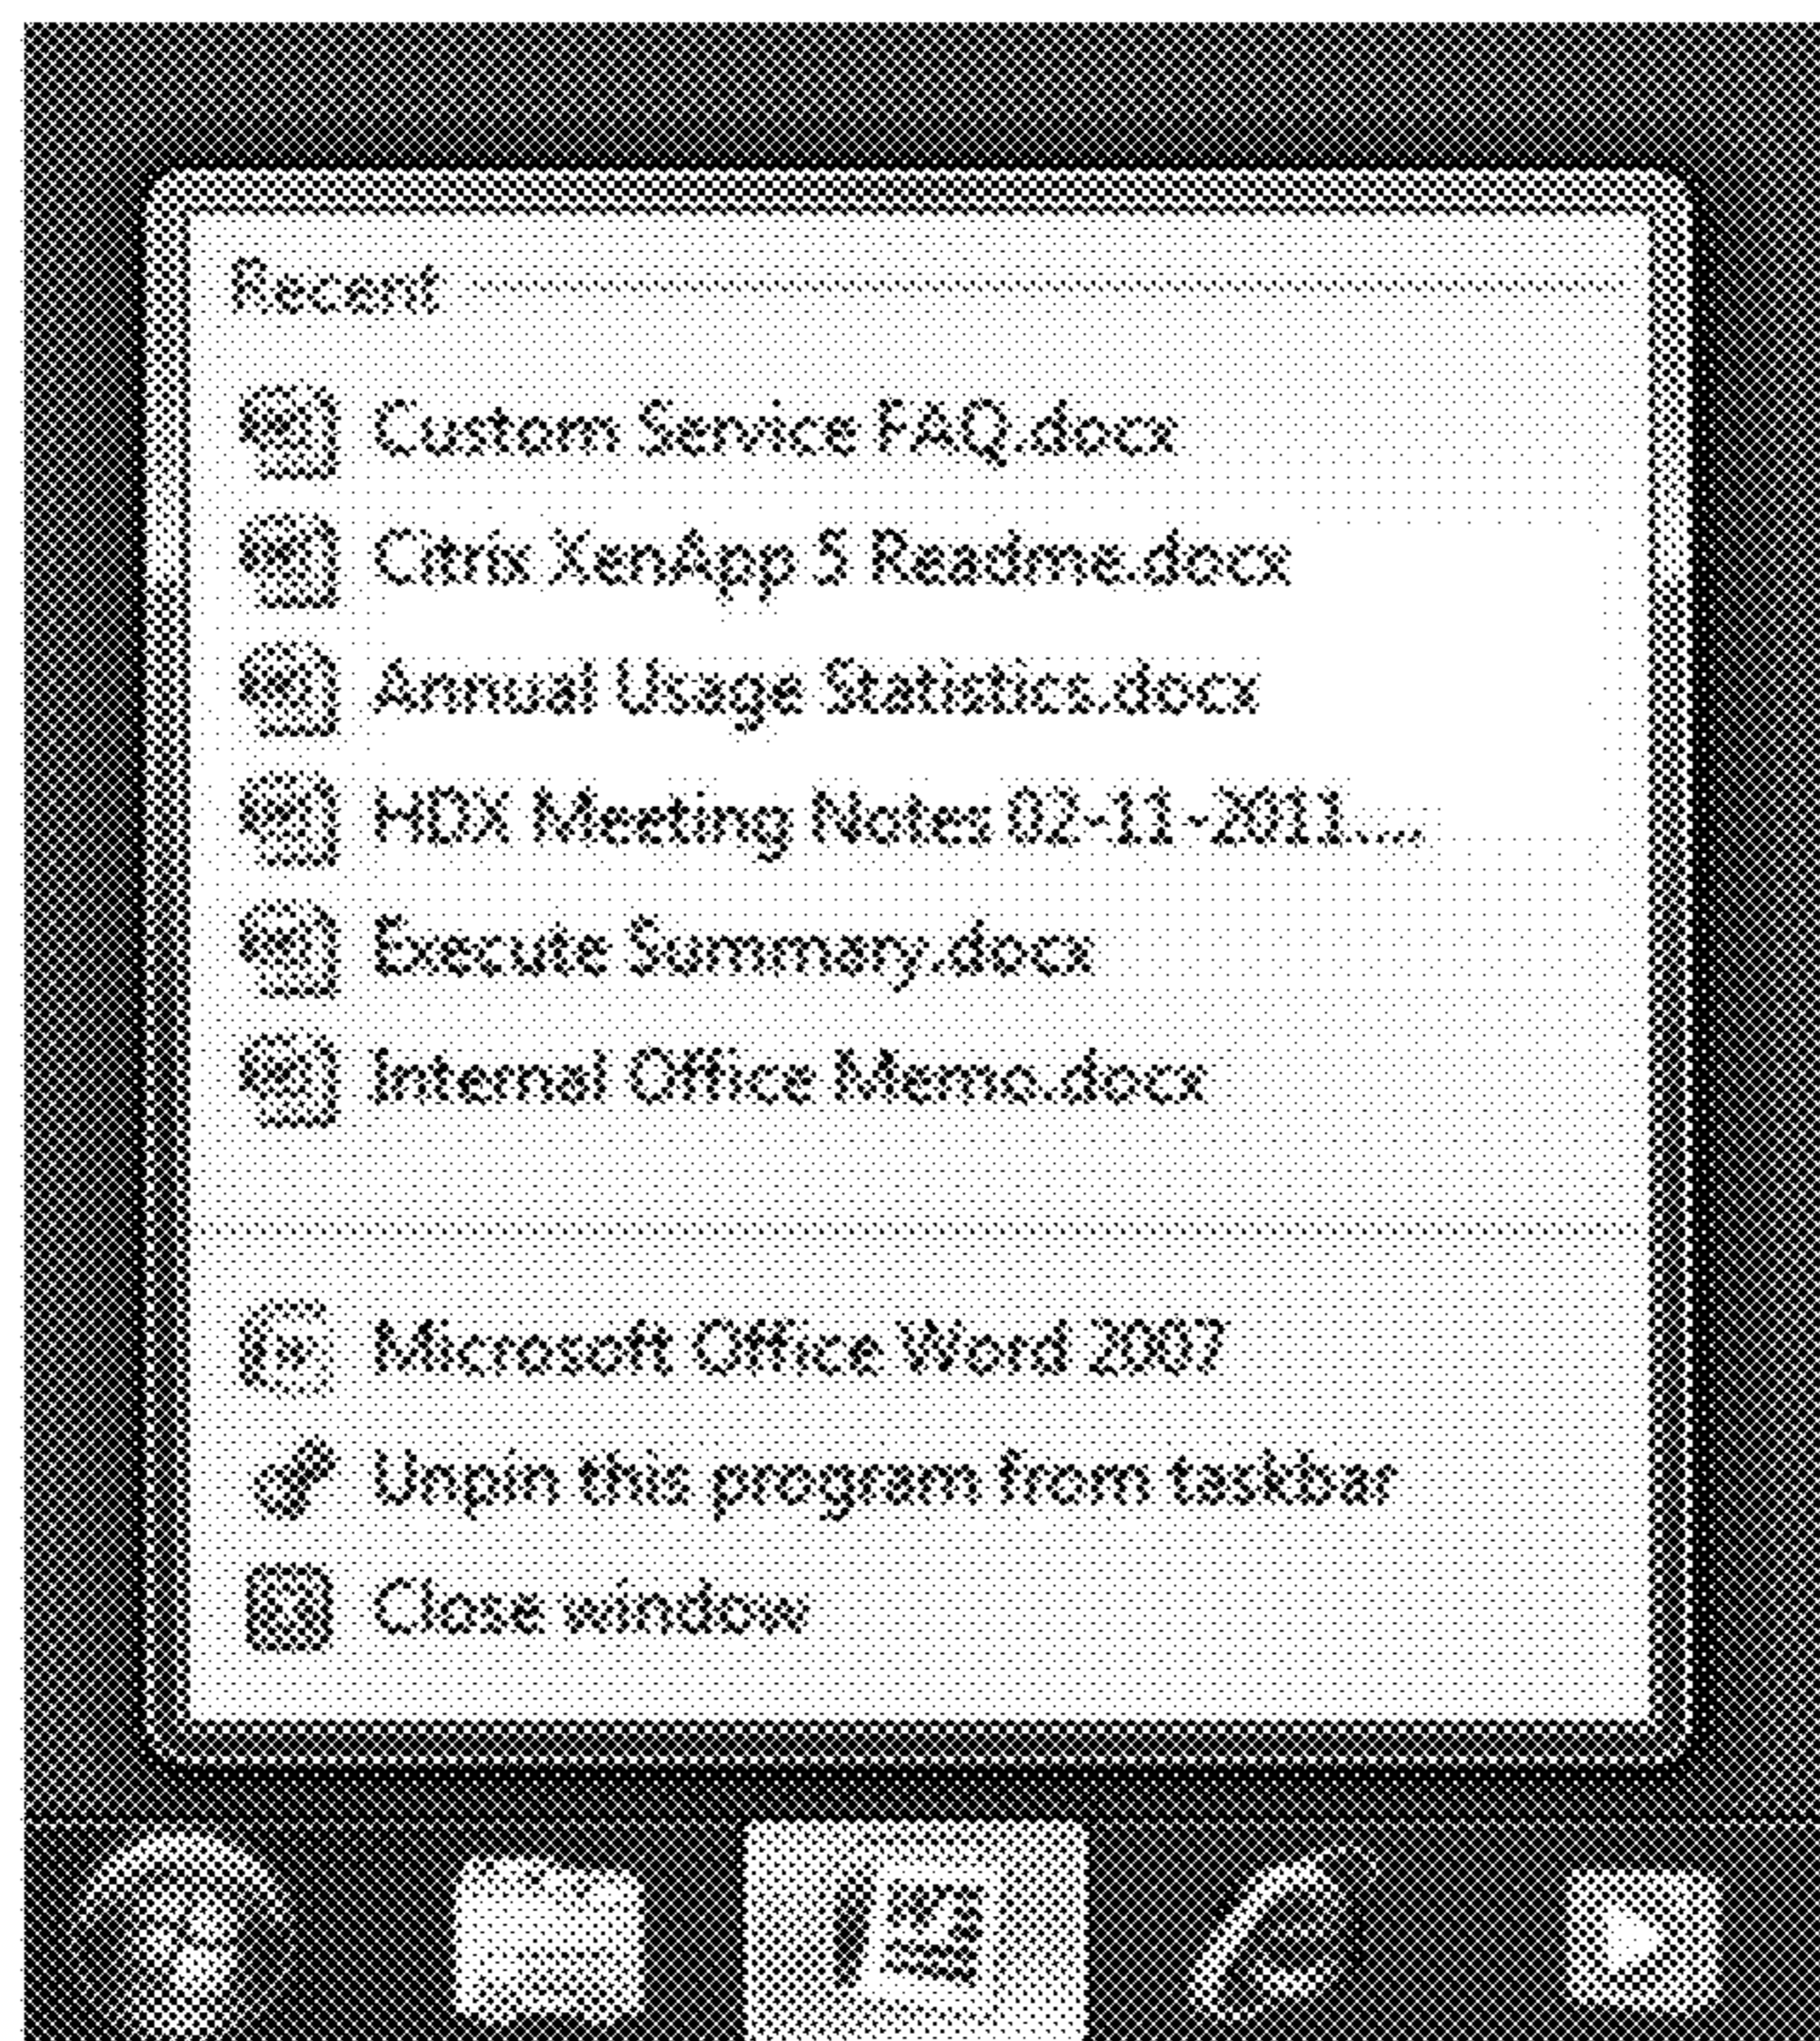 Recent
Custom Service FAQ.docx
Citrix XenApp 5 Readme.docx
Annual Usage Statistics.docx
HDX Meeting Notes 02-11-2011....
Execute Summary.docx
Internal Office Memo.docx
Microsoft Office Word 2007
Unpin this program from taskbar
Close window